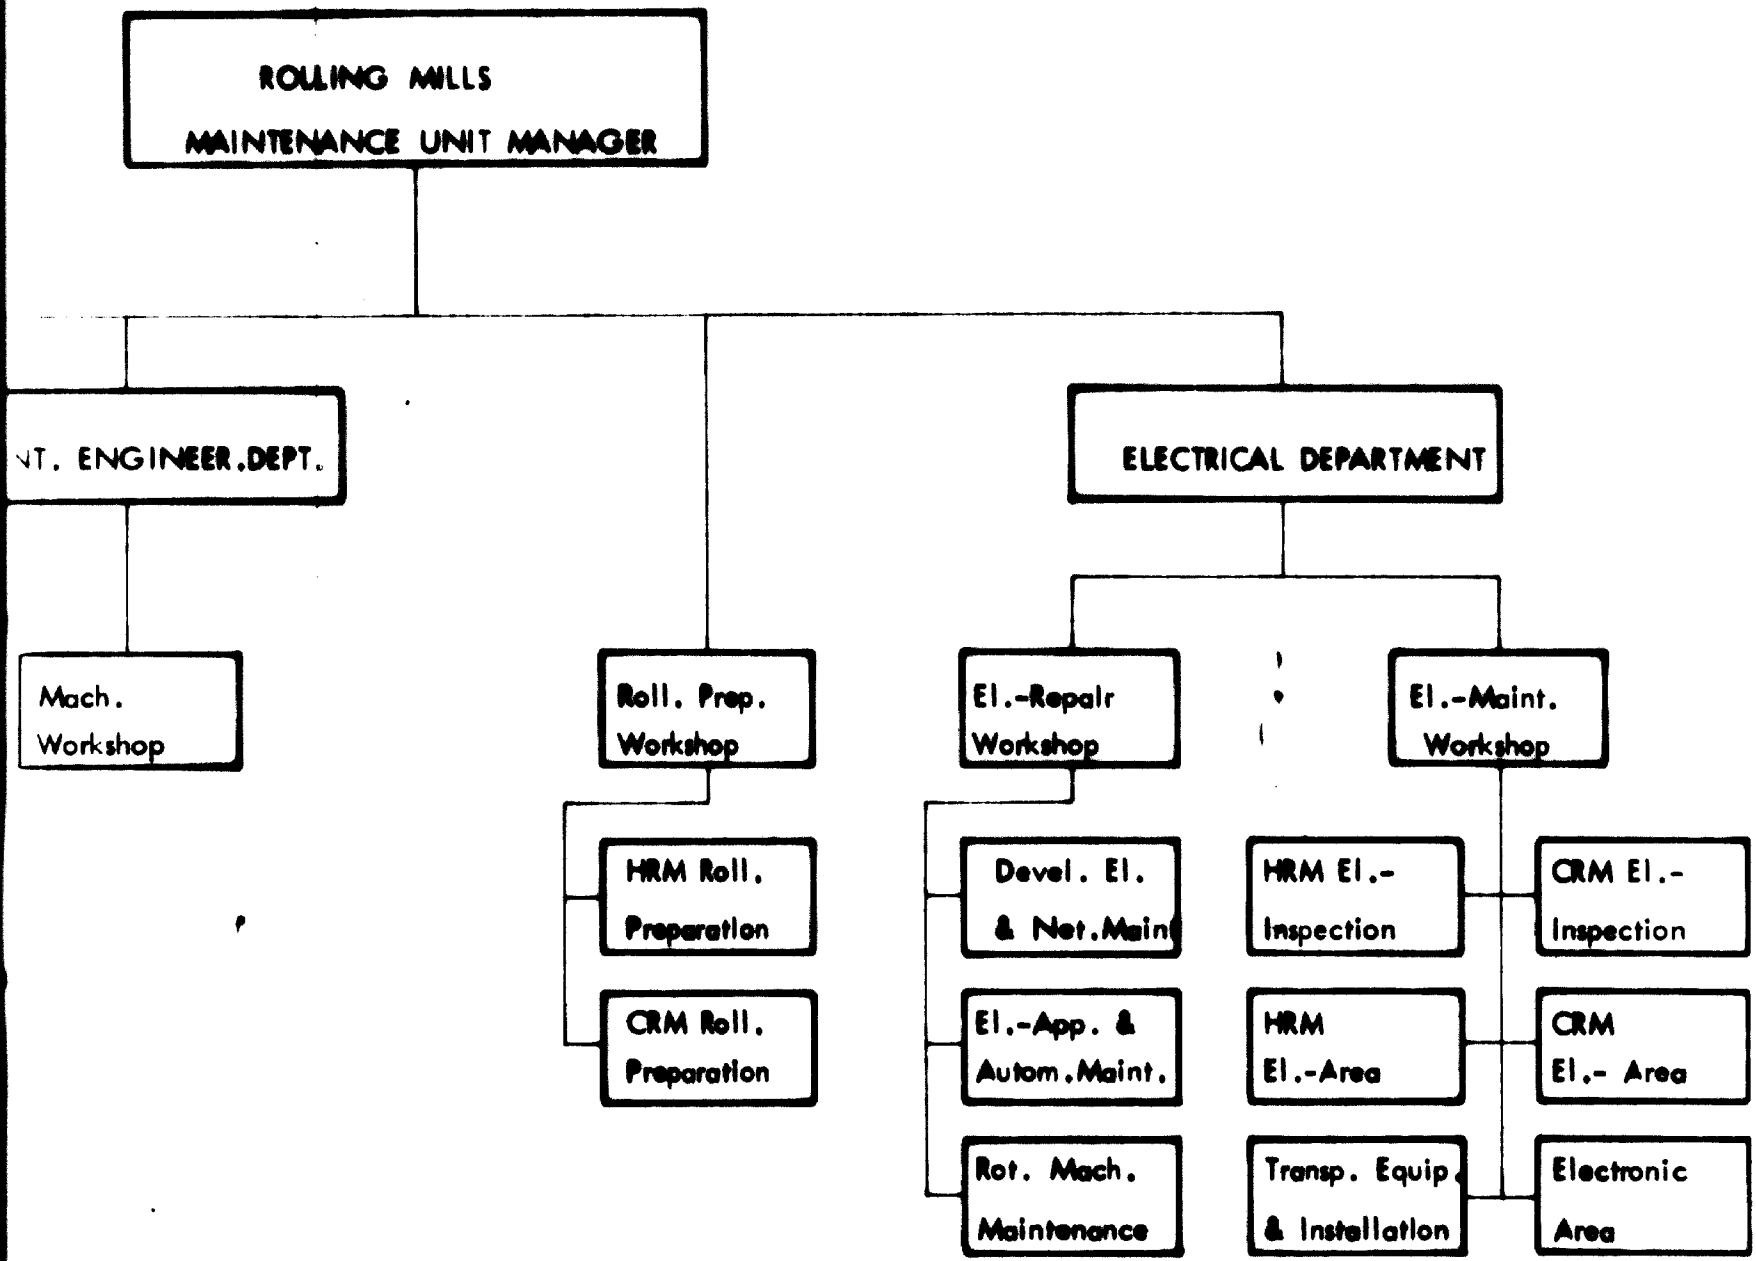 ROLLING MILLS
MAINTENANCE UNIT MANAGER
NT. ENGINEER.DEPT.
ELECTRICAL DEPARTMENT
Mach.
Workshop
Roll. Prep.
Workshop
El.-Repair
Workshop
El.-Maint.
Workshop
HRM Roll.
Preparation
CRM Roll.
Preparation
Devel. El.
& Net.Maint
El.-App. &
Autom.Maint.
Rot. Mach.
Maintenance
HRM El.-
Inspection
HRM
El.-Area
Transp. Equip.
& Installation
CRM El.-
Inspection
CRM
El.- Area
Electronic
Area